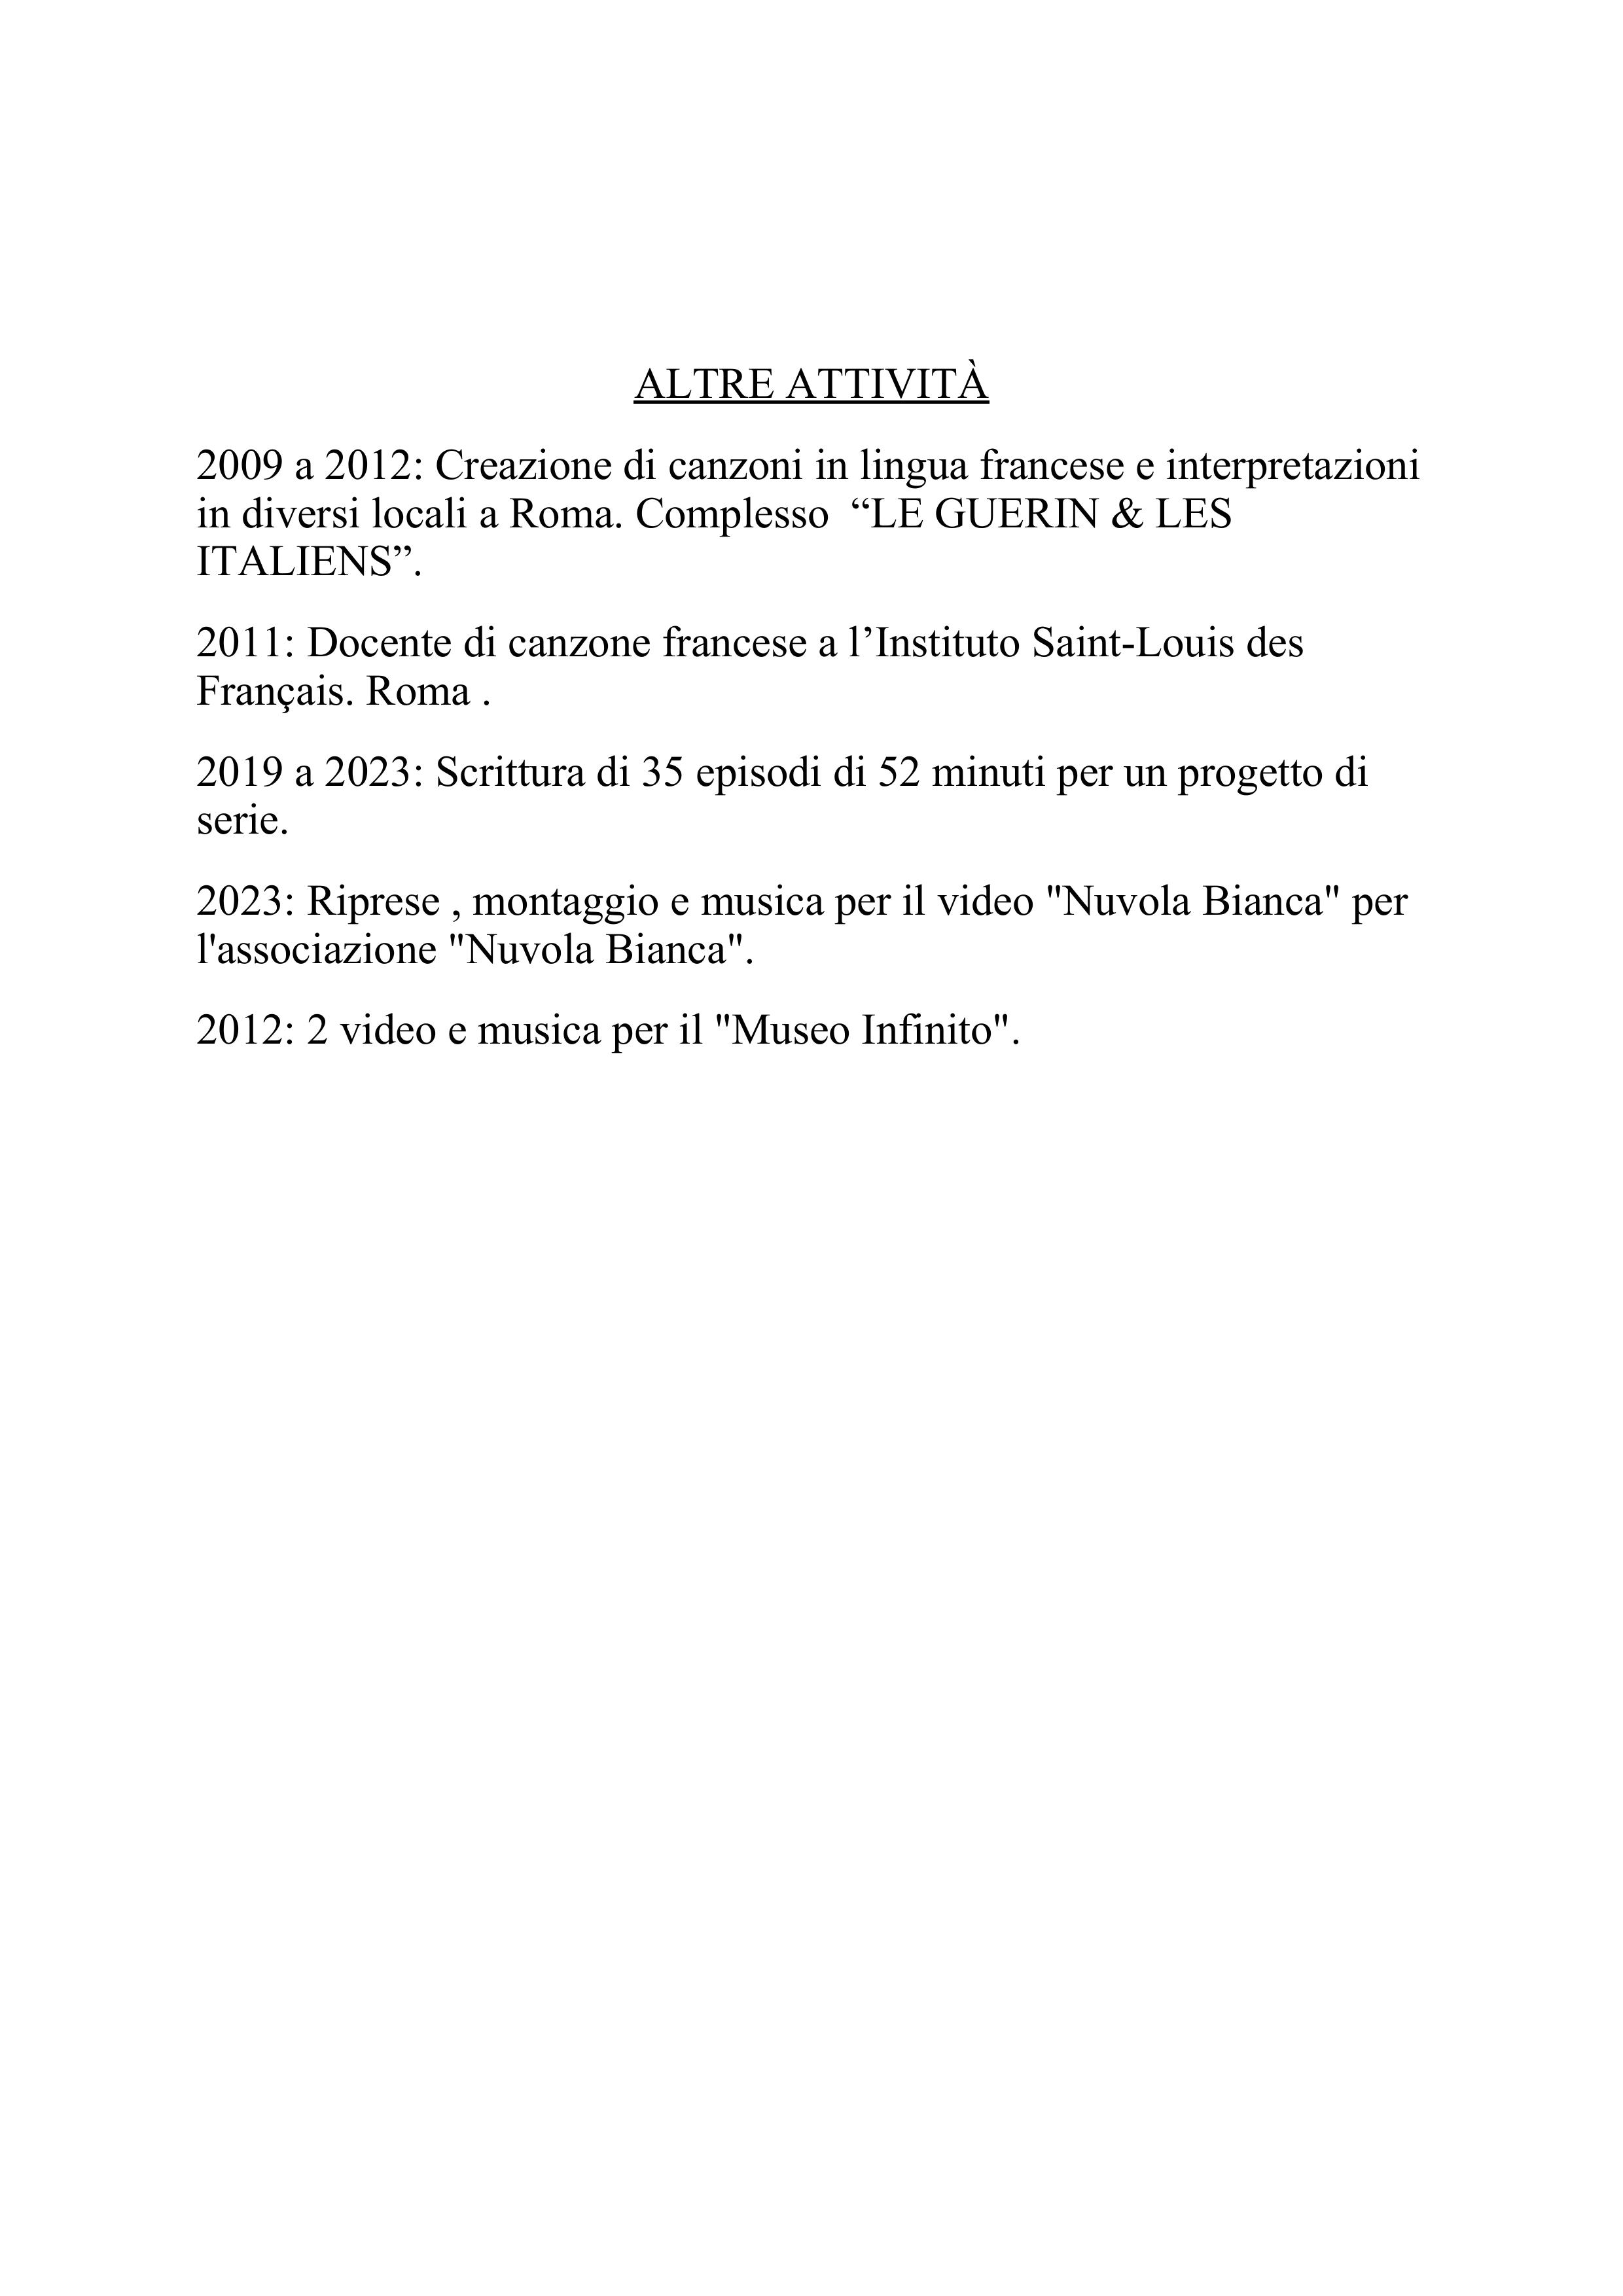 ALTRE ATTIVITÀ
2009 a 2012: Creazione di canzoni in lingua francese e interpretazioni
in diversi locali a Roma. Complesso  “LE GUERIN & LES
ITALIENS”.
2011: Docente di canzone francese a l’Instituto Saint-Louis des
Français. Roma .
2019 a 2023: Scrittura di 35 episodi di 52 minuti per un progetto di
serie.
2023: Riprese , montaggio e musica per il video "Nuvola Bianca" per
l'associazione "Nuvola Bianca".
2012: 2 video e musica per il "Museo Infinito".